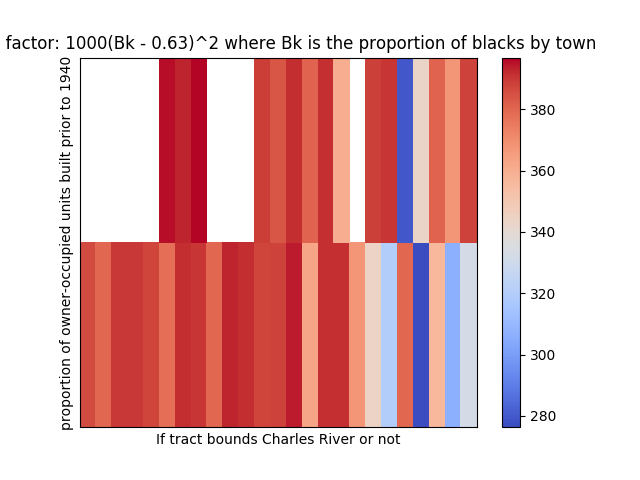 factor: 1000(Bk - 0.63)^2 where Bk is the proportion of blacks by town
proportion of owner-occupied units built prior to 1940
380
360
340
320
300
280
If tract bounds Charles River or not